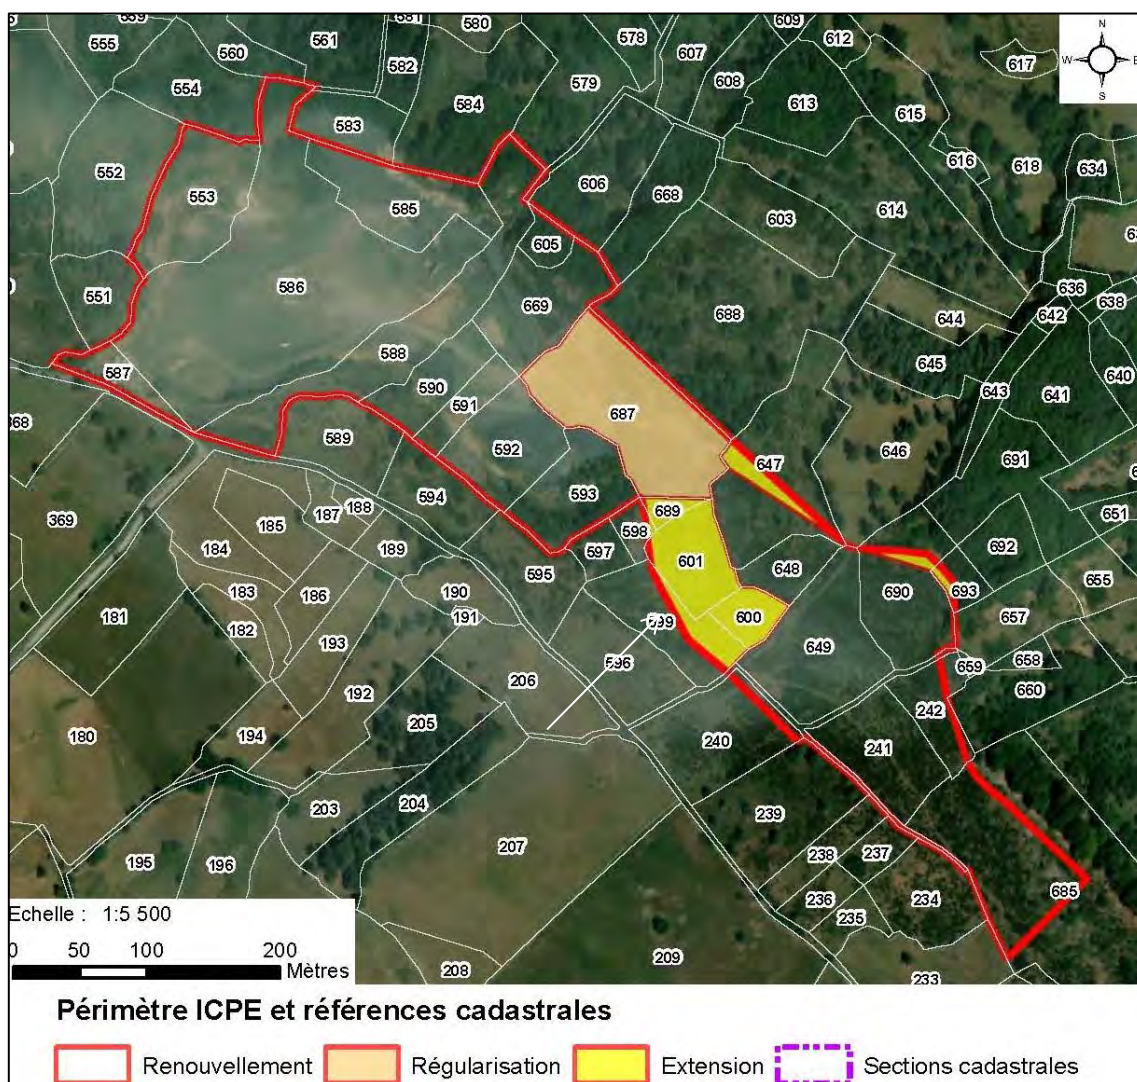 559 581 580 578 609 612
555 560 561 582 607 617 N W E S
554 579 608
583 584 613 615
552 553 585 606 668 603 614 616 618 634
605
551 586 669 636
588 688 644 642 638
587 590 645 643 641 640
368 591 687
589 592 647 646 691
594 593 689 651
369 185 187 188 598 692
184 189 597 601 648 690 655
183 186 190 595 693
181 182 193 191 599 600 657
596 649 659 658
192 206 242 660
180 194 205 240 241
203 204 239
195 196 207 238 237
236 234 685
235
Echelle : 1:5 500
0 50 100 200
Mètres
208 209 233
Périmètre ICPE et références cadastrales
Renouvellement Régularisation Extension Sections cadastrales